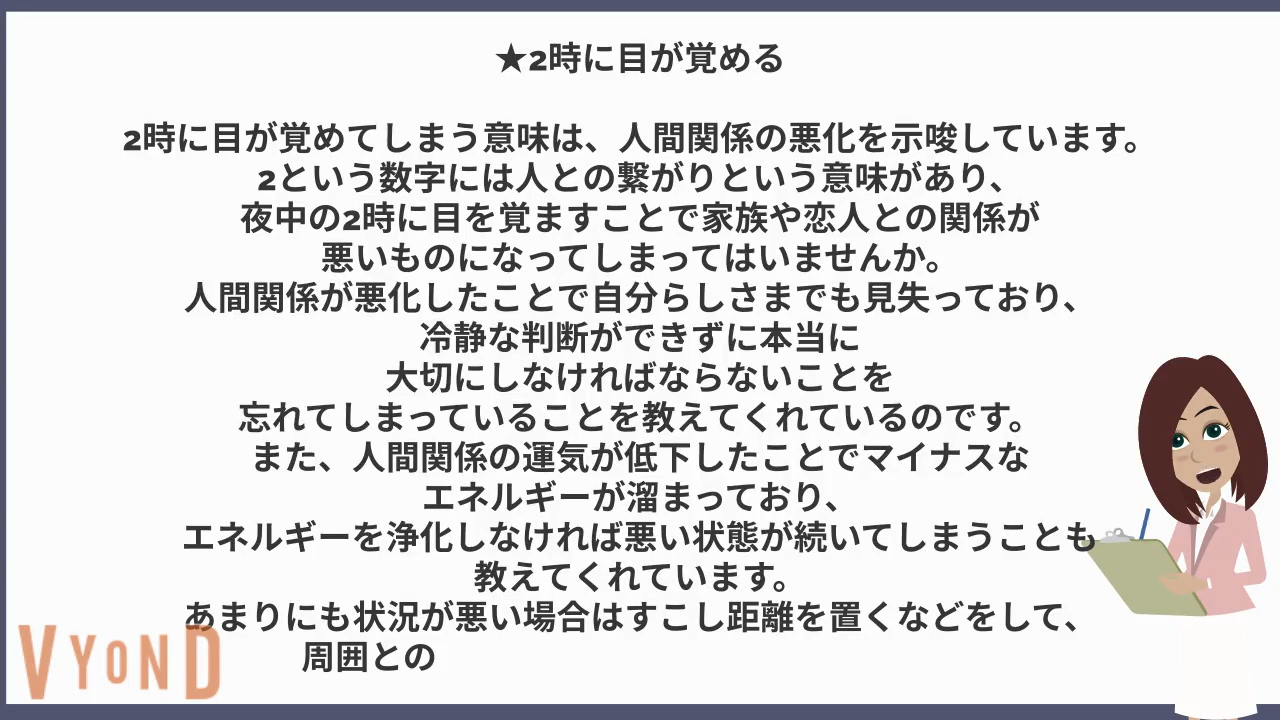 ★2時に目が覚める
2時に目が覚めてしまう意味は、人間関係の悪化を示唆しています。
2という数字には人との繋がりという意味があり、
夜中の2時に目を覚ますことで家族や恋人との関係が
悪いものになってしまってはいませんか。
人間関係が悪化したことで自分らしさまでも見失っており、
冷静な判断ができずに本当に
大切にしなければならないことを
忘れてしまっていることを教えてくれているのです。
また、人間関係の運気が低下したことでマイナスな
エネルギーが溜まっており、
エネルギーを浄化しなければ悪い状態が続いてしまうことも
教えてくれています。
あまりにも状況が悪い場合はすこし距離を置くなどをして、
周囲との
VYOND